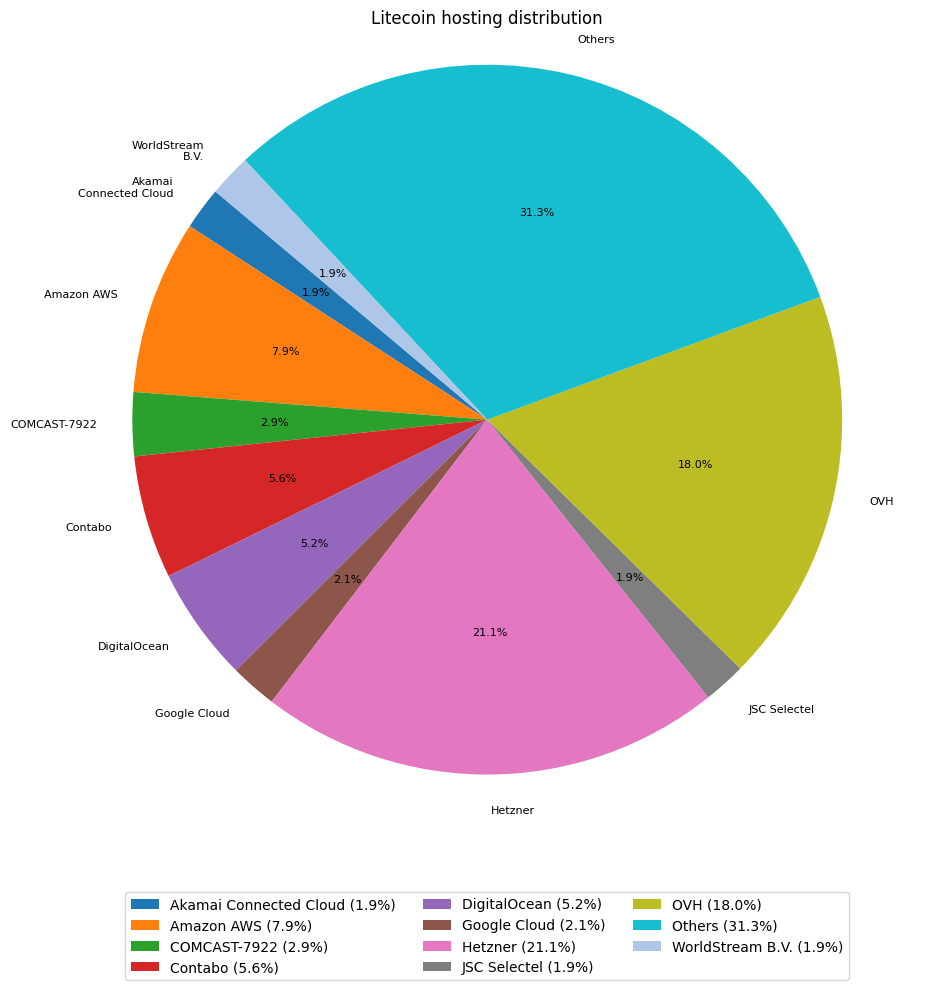 Litecoin hosting distribution
Others
WorldStream
B.V.
Akamai
Connected Cloud
31.3%
1.9%
1.9%
Amazon AWS
7.9%
COMCAST-7922
2.9%
18.0%
5.6%
OVH
Contabo
5.2%
2.1%
1.9%
21.1%
DigitalOcean
Google Cloud
JSC Selectel
Hetzner
Akamai Connected Cloud (1.9%)
Amazon AWS (7.9%)
COMCAST-7922 (2.9%)
Contabo (5.6%)
DigitalOcean (5.2%)
Google Cloud (2.1%)
Hetzner (21.1%)
JSC Selectel (1.9%)
OVH (18.0%)
Others (31.3%)
WorldStream B.V. (1.9%)